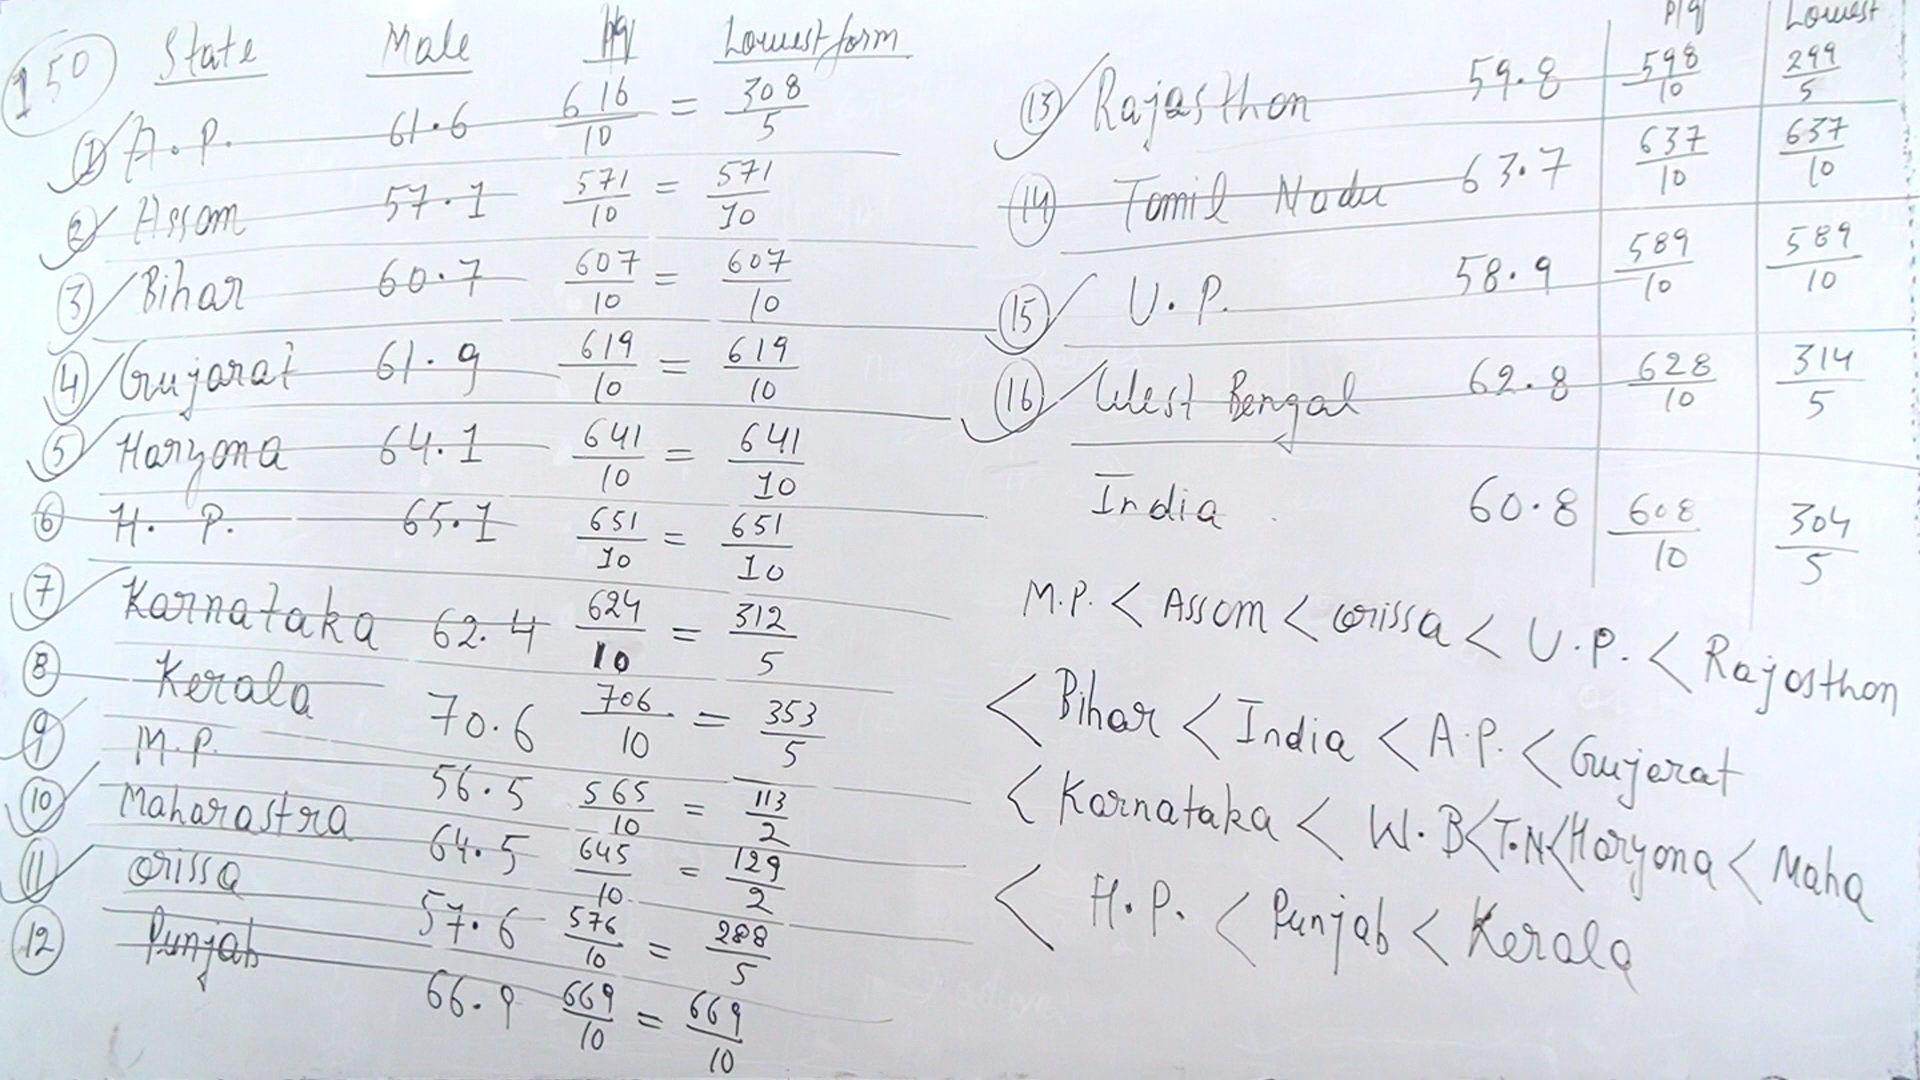 150 State Male P/q Lowest form
① A.P. 61.6 616/10 = 308/5
② Assam 57.1 571/10 = 571/10
③ Bihar 60.7 607/10 = 607/10
④ Gujarat 61.9 619/10 = 619/10
⑤ Haryana 64.1 641/10 = 641/10
⑥ H. P. 65.1 651/10 = 651/10
⑦ Karnataka 62.4 624/10 = 312/5
⑧ Kerala 70.6 706/10 = 353/5
⑨ M.P. 56.5 565/10 = 113/2
⑩ Maharastra 64.5 645/10 = 129/2
⑪ Orissa 57.6 576/10 = 288/5
⑫ Punjab 66.9 669/10 = 669/10
P/q Lowest
⑬ Rajasthan 59.8 598/10 299/5
⑭ Tamil Nadu 63.7 637/10 637/10
⑮ U.P. 58.9 589/10 589/10
⑯ West Bengal 62.8 628/10 314/5
India 60.8 608/10 304/5
M.P. < Assam < Orissa < U.P. < Rajasthan
< Bihar < India < A.P. < Gujarat
< Karnataka < W.B < T.N < Haryana < Maha
< H.P. < Punjab < Kerala